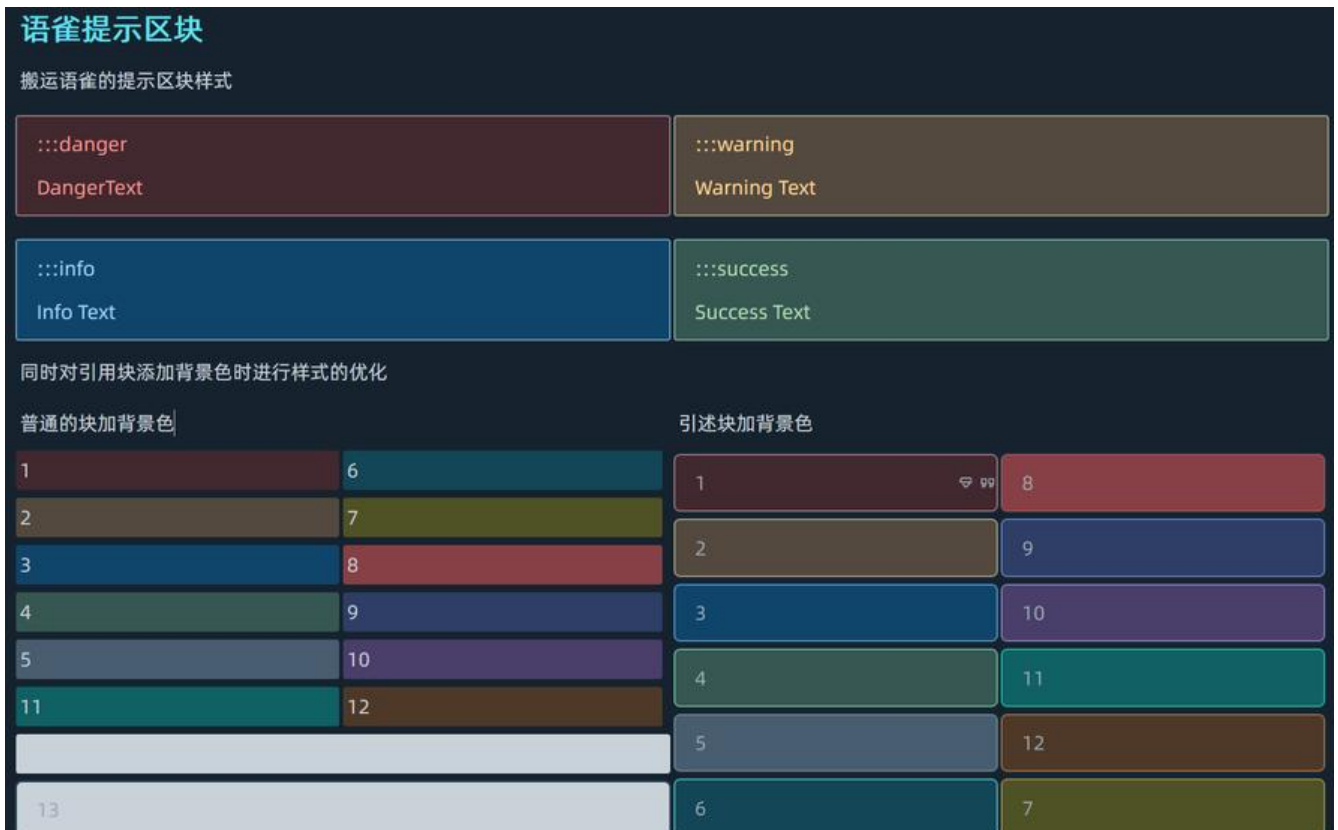 语雀提示区块
搬运语雀的提示区块样式
:::danger
DangerText
:::warning
Warning Text
:::info
Info Text
:::success
Success Text
同时对引用块添加背景色时进行样式的优化
普通的块加背景色
1
6
2
7
3
8
4
9
5
10
11
12
13
引述块加背景色
1
8
2
9
3
10
4
11
5
12
6
7